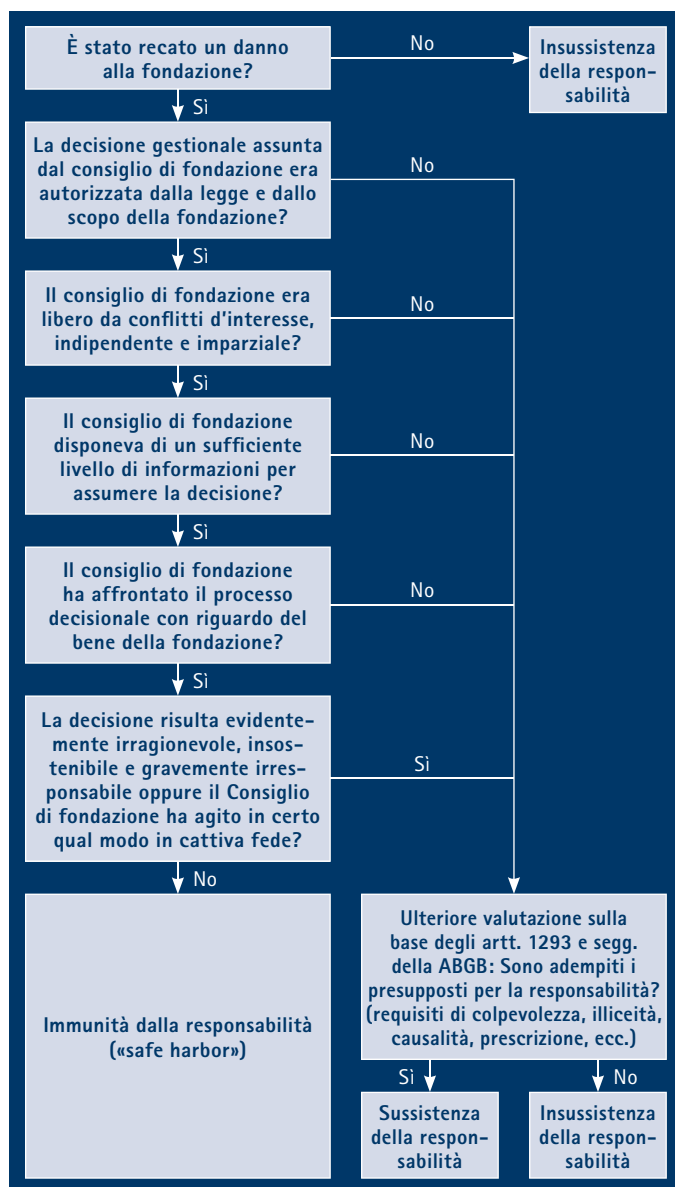 È stato recato un danno
alla fondazione?
No
Insussistenza
della respon-
sabilità
Sì
La decisione gestionale assunta
dal consiglio di fondazione era
autorizzata dalla legge e dallo
scopo della fondazione?
No
Sì
Il consiglio di fondazione era
libero da conflitti d'interesse,
indipendente e imparziale?
No
Sì
Il consiglio di fondazione
disponeva di un sufficiente
livello di informazioni per
assumere la decisione?
No
Sì
Il consiglio di fondazione
ha affrontato il processo
decisionale con riguardo del
bene della fondazione?
No
Sì
La decisione risulta evidente-
mente irragionevole, insos-
tenibile e gravemente irres-
ponsabile oppure il Consiglio
di fondazione ha agito in certo
qual modo in cattiva fede?
Sì
No
Immunità dalla responsabilità
(«safe harbor»)
Ulteriore valutazione sulla
base degli artt. 1293 e segg.
della ABGB: Sono adempiti i
presupposti per la responsabilità?
(requisiti di colpevolezza, illiceità,
causalità, prescrizione, ecc.)
Sì
No
Sussistenza
della respon-
sabilità
Insussistenza
della respon-
sabilità